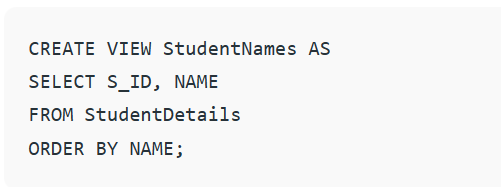 CREATE VIEW StudentNames AS
SELECT S_ID, NAME
FROM StudentDetails
ORDER BY NAME;